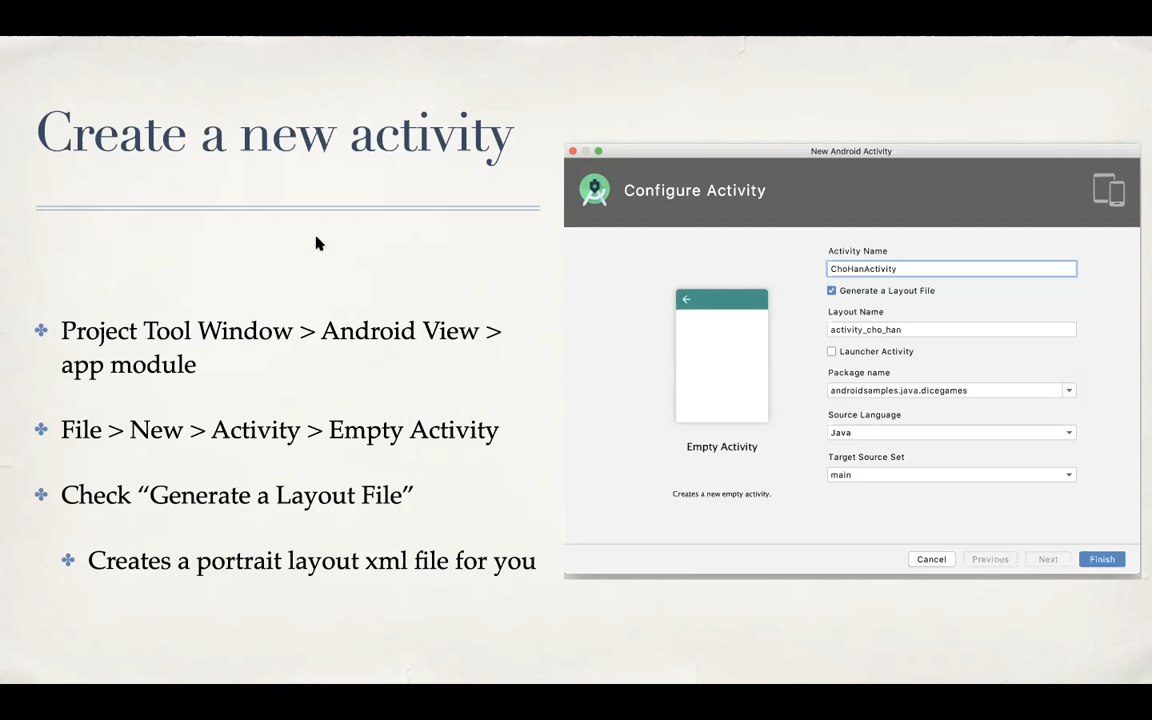 Create a new activity
Project Tool Window > Android View >
app module
File > New > Activity > Empty Activity
Check “Generate a Layout File”
Creates a portrait layout xml file for you
New Android Activity
Configure Activity
Activity Name
ChoHanActivity
Generate a Layout File
Layout Name
activity_cho_han
Launcher Activity
Package name
androidsamples.java.dicegames
Source Language
Java
Target Source Set
main
Empty Activity
Creates a new empty activity.
Cancel
Previous
Next
Finish